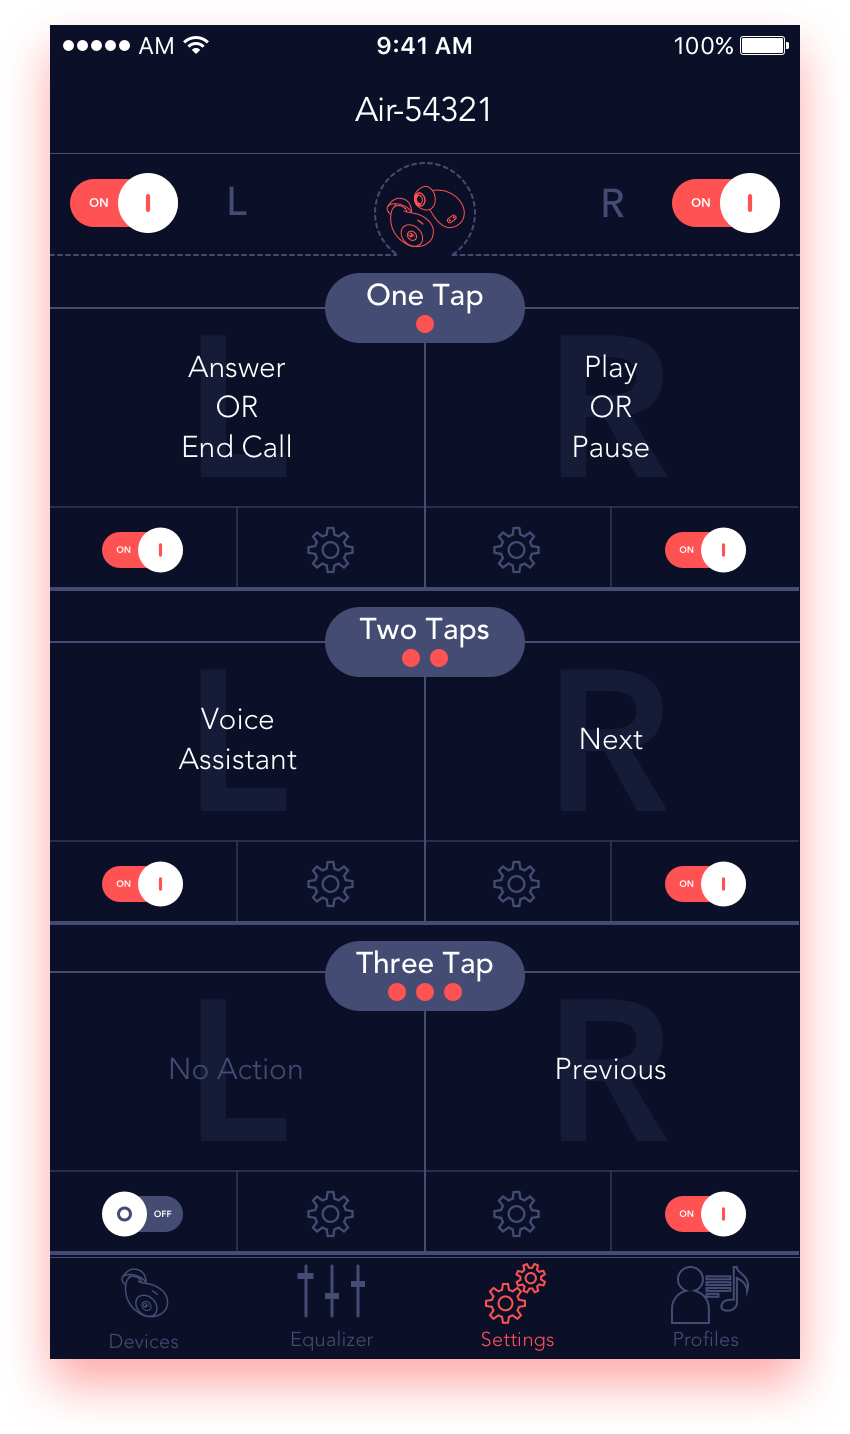 AM 9:41 AM 100%
Air-54321
ON L R ON
One Tap
L R
Answer Play
OR OR
End Call Pause
ON ON
Two Taps
L R
Voice
Assistant Next
ON ON
Three Tap
L R
No Action Previous
OFF ON
Devices Equalizer Settings Profiles